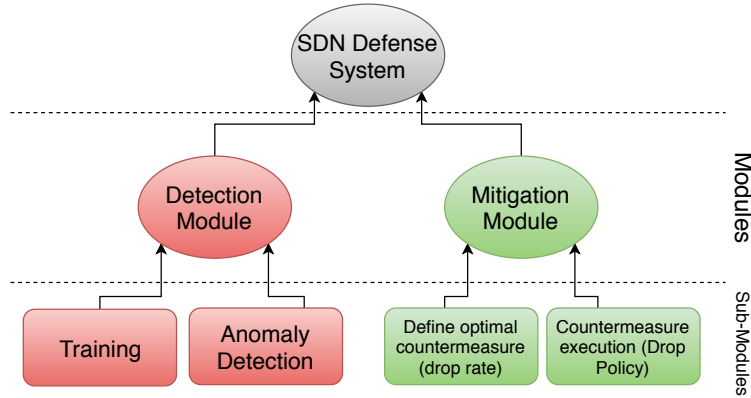 SDN Defense
System
Detection
Module
Mitigation
Module
Modules
Training
Anomaly
Detection
Define optimal
countermeasure
(drop rate)
Countermeasure
execution (Drop
Policy)
Sub-Modules